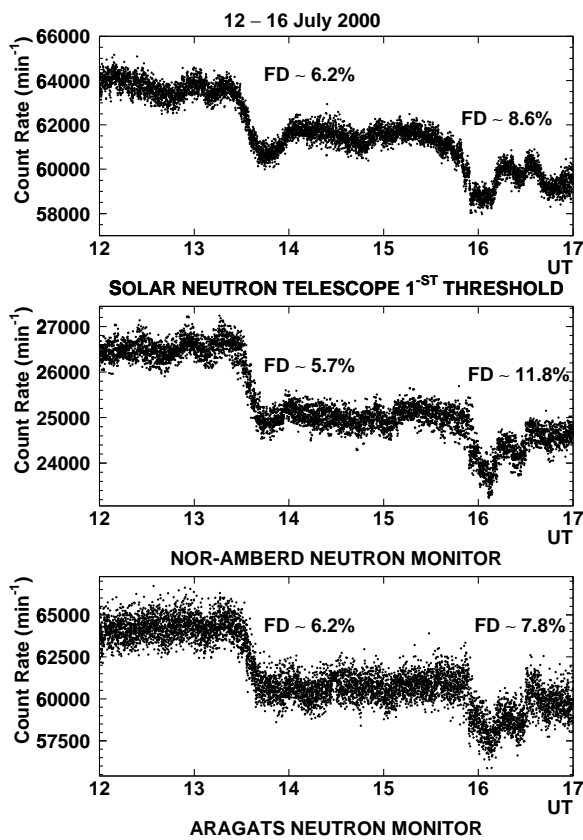 12 – 16 July 2000
Count Rate (min-1)
66000
64000
62000
60000
58000
FD ~ 6.2%
FD ~ 8.6%
12 13 14 15 16 17
UT
SOLAR NEUTRON TELESCOPE 1-ST THRESHOLD
Count Rate (min-1)
27000
26000
25000
24000
FD ~ 5.7%
FD ~ 11.8%
12 13 14 15 16 17
UT
NOR-AMBERD NEUTRON MONITOR
Count Rate (min-1)
65000
62500
60000
57500
FD ~ 6.2%
FD ~ 7.8%
12 13 14 15 16 17
UT
ARAGATS NEUTRON MONITOR